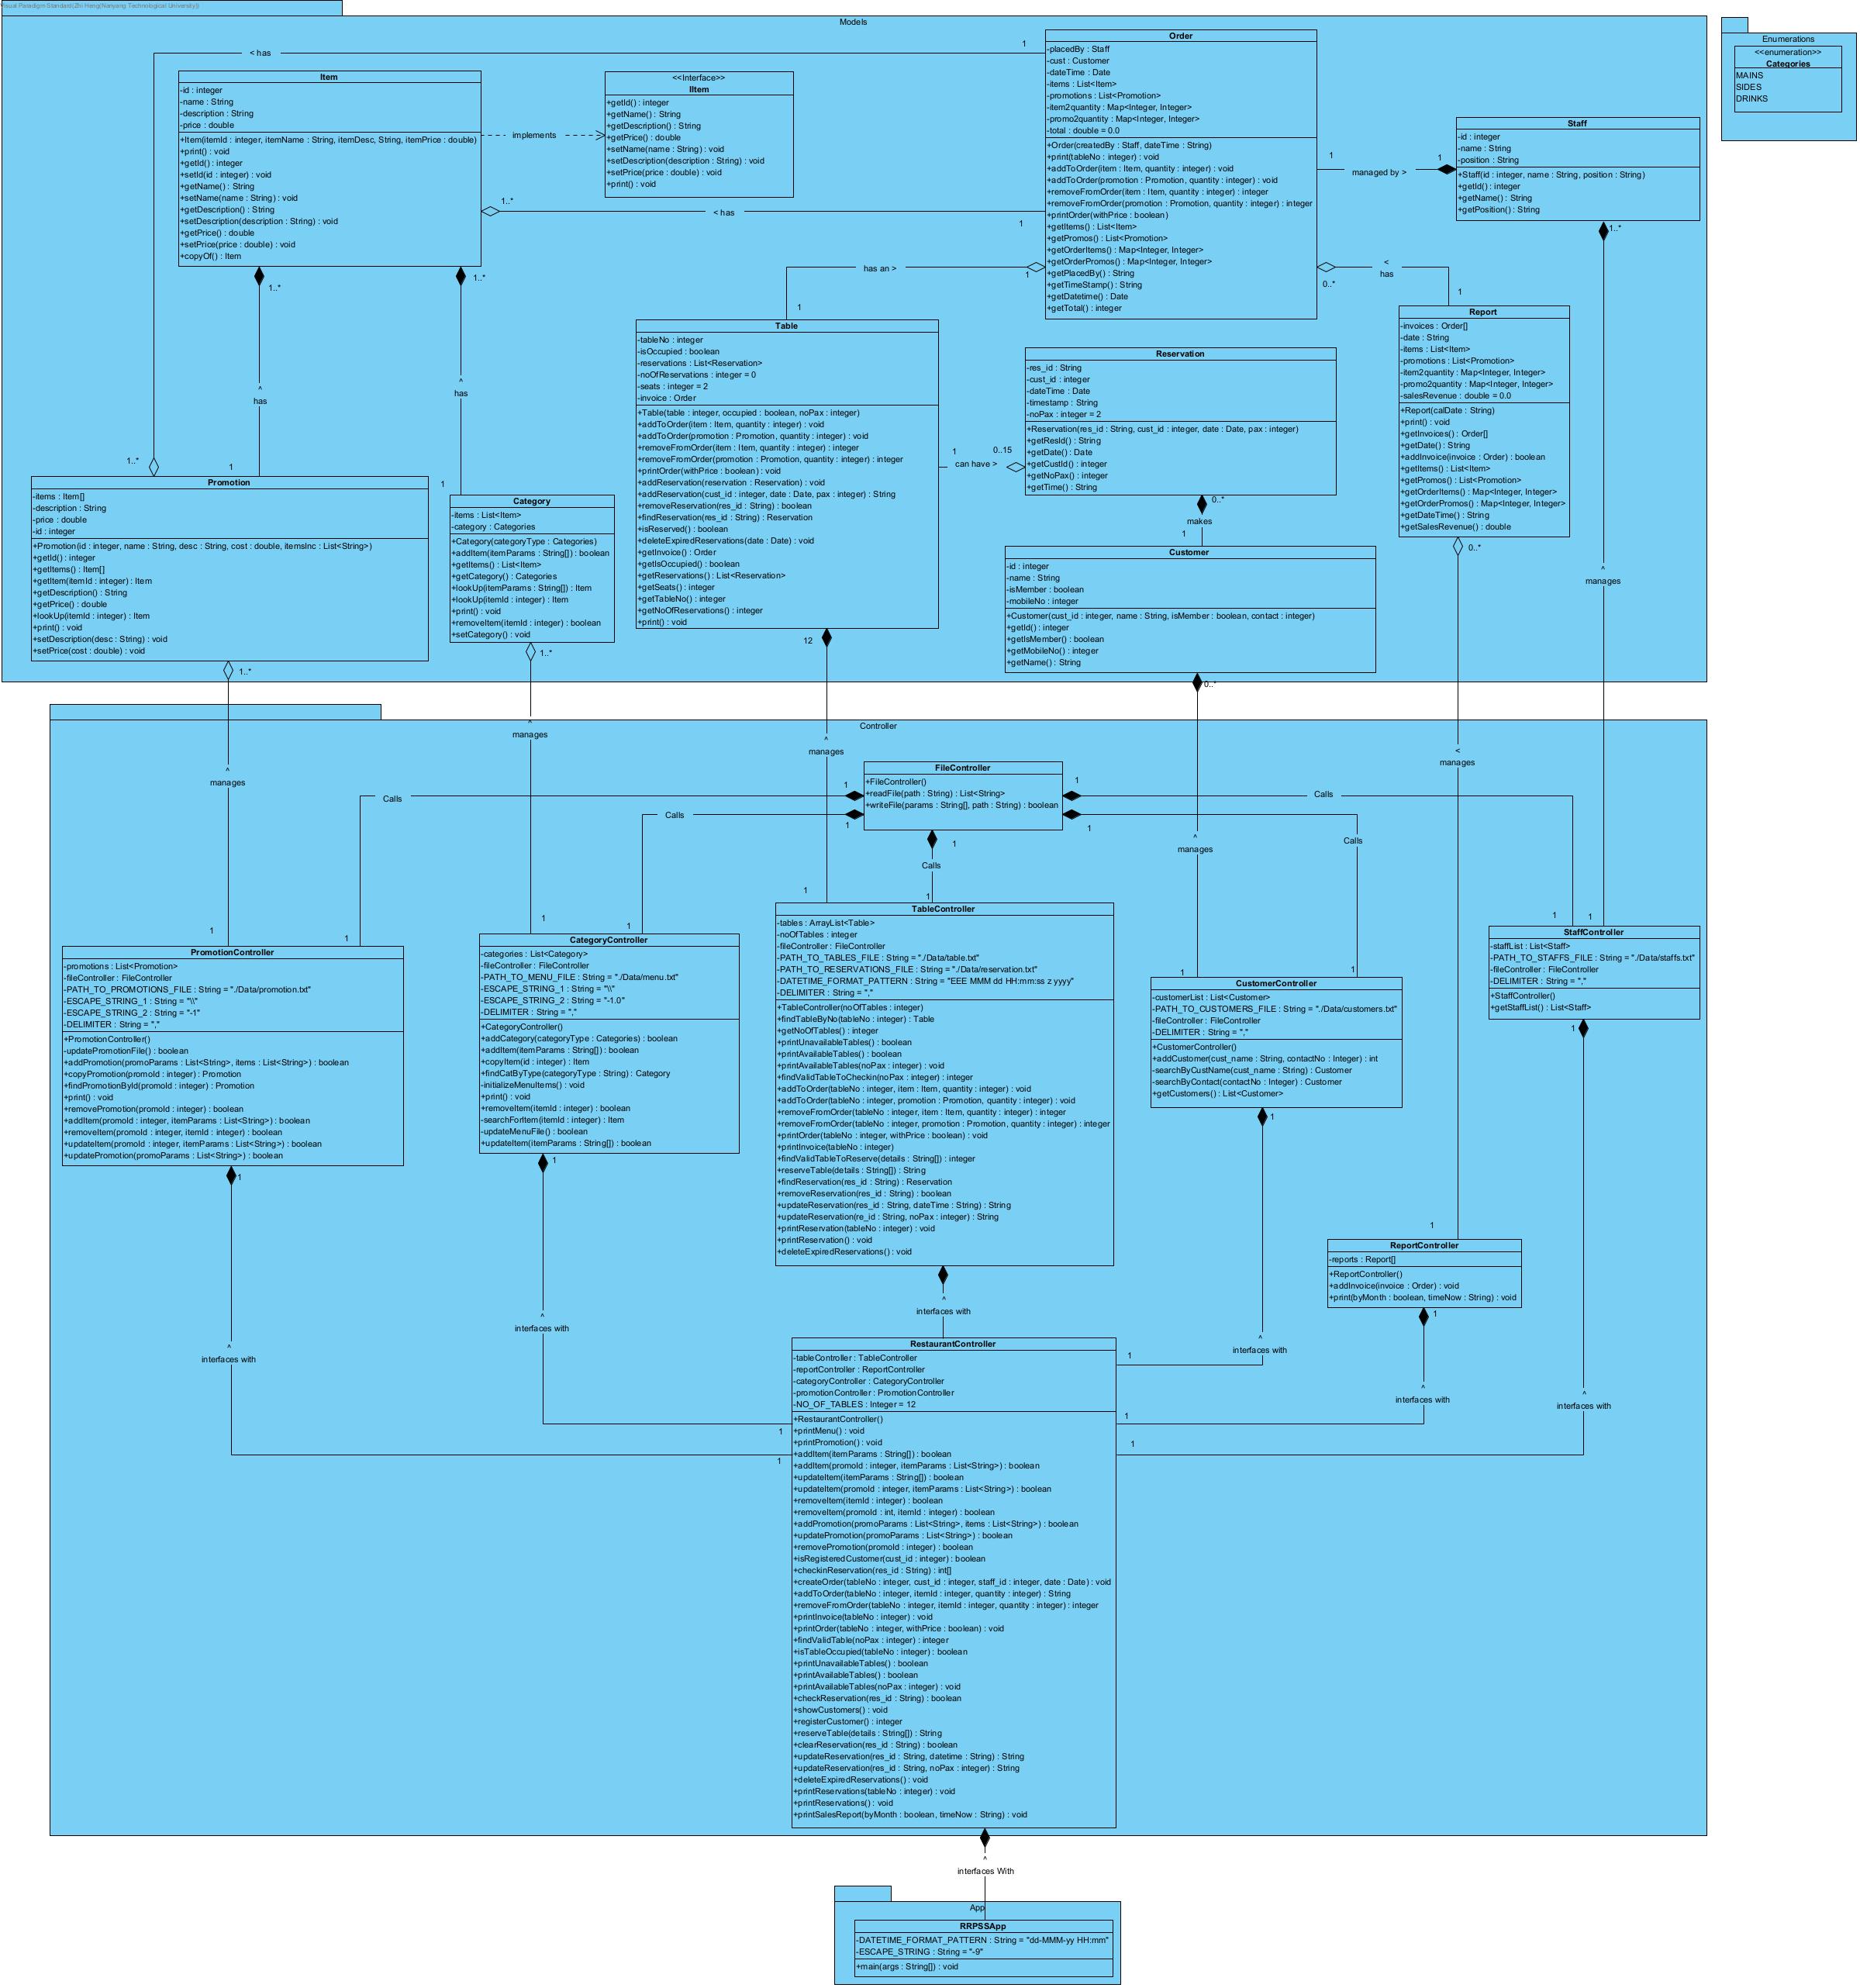 Visual Paradigm Standard(Zhi Heng(Nanyang Technological University))
Models
< has
1
Order
-placedBy : Staff
-cust : Customer
-dateTime : Date
-items : List<Item>
-promotions : List<Promotion>
-item2quantity : Map<Integer, Integer>
-promo2quantity : Map<Integer, Integer>
-total : double = 0.0
+Order(createdBy : Staff, dateTime : String)
+print(tableNo : integer) : void
+addToOrder(item : Item, quantity : integer) : void
+addToOrder(promotion : Promotion, quantity : integer) : void
+removeFromOrder(item : Item, quantity : integer) : integer
+removeFromOrder(promotion : Promotion, quantity : integer) : integer
+printOrder(withPrice : boolean)
+getItems() : List<Item>
+getPromos() : List<Promotion>
+getOrderItems() : Map<Integer, Integer>
+getOrderPromos() : Map<Integer, Integer>
+getPlacedBy() : String
+getTimeStamp() : String
+getDatetime() : Date
+getTotal() : integer
Enumerations
<<enumeration>>
Categories
MAINS
SIDES
DRINKS
Item
-id : integer
-name : String
-description : String
-price : double
+Item(itemId : integer, itemName : String, itemDesc, String, itemPrice : double)
+print() : void
+getId() : integer
+setId(id : integer) : void
+getName() : String
+setName(name : String) : void
+getDescription() : String
+setDescription(description : String) : void
+getPrice() : double
+setPrice(price : double) : void
+copyOf() : Item
implements
<<Interface>>
IItem
+getId() : integer
+getName() : String
+getDescription() : String
+getPrice() : double
+setName(name : String) : void
+setDescription(description : String) : void
+setPrice(price : double) : void
+print() : void
1..*
< has
1
1
managed by >
1
Staff
-id : integer
-name : String
-position : String
+Staff(id : integer, name : String, position : String)
+getId() : integer
+getName() : String
+getPosition() : String
1..*
1..*
1..*
has an >
1
1
<
has
0..*
1
^
has
^
has
1..*
1
1
Table
-tableNo : integer
-isOccupied : boolean
-reservations : List<Reservation>
-noOfReservations : integer = 0
-seats : integer = 2
-invoice : Order
+Table(table : integer, occupied : boolean, noPax : integer)
+addToOrder(item : Item, quantity : integer) : void
+addToOrder(promotion : Promotion, quantity : integer) : void
+removeFromOrder(item : Item, quantity : integer) : integer
+removeFromOrder(promotion : Promotion, quantity : integer) : integer
+printOrder(withPrice : boolean) : void
+addReservation(reservation : Reservation) : void
+addReservation(cust_id : integer, date : Date, pax : integer) : String
+removeReservation(res_id : String) : boolean
+findReservation(res_id : String) : Reservation
+isReserved() : boolean
+deleteExpiredReservations(date : Date) : void
+getInvoice() : Order
+getIsOccupied() : boolean
+getReservations() : List<Reservation>
+getSeats() : integer
+getTableNo() : integer
+getNoOfReservations() : integer
+print() : void
1
can have >
0..15
Reservation
-res_id : String
-cust_id : integer
-dateTime : Date
-timestamp : String
-noPax : integer = 2
+Reservation(res_id : String, cust_id : integer, date : Date, pax : integer)
+getResId() : String
+getDate() : Date
+getCustId() : integer
+getNoPax() : integer
+getTime() : String
0..*
makes
1
Report
-invoices : Order[]
-date : String
-items : List<Item>
-promotions : List<Promotion>
-item2quantity : Map<Integer, Integer>
-promo2quantity : Map<Integer, Integer>
-salesRevenue : double = 0.0
+Report(calDate : String)
+print() : void
+getInvoices() : Order[]
+getDate() : String
+addInvoice(invoice : Order) : boolean
+getItems() : List<Item>
+getPromos() : List<Promotion>
+getOrderItems() : Map<Integer, Integer>
+getOrderPromos() : Map<Integer, Integer>
+getDateTime() : String
+getSalesRevenue() : double
0..*
^
manages
Promotion
-items : Item[]
-description : String
-price : double
-id : integer
+Promotion(id : integer, name : String, desc : String, cost : double, itemsInc : List<String>)
+getId() : integer
+getItems() : Item[]
+getItem(itemId : integer) : Item
+getDescription() : String
+getPrice() : double
+lookUp(itemId : integer) : Item
+print() : void
+setDescription(desc : String) : void
+setPrice(cost : double) : void
1..*
Category
-items : List<Item>
-category : Categories
+Category(categoryType : Categories)
+addItem(itemParams : String[]) : boolean
+getItems() : List<Item>
+getCategory() : Categories
+lookUp(itemParams : String[]) : Item
+lookUp(itemId : integer) : Item
+print() : void
+removeItem(itemId : integer) : boolean
+setCategory() : void
1..*
12
Customer
-id : integer
-name : String
-isMember : boolean
-mobileNo : integer
+Customer(cust_id : integer, name : String, isMember : boolean, contact : integer)
+getId() : integer
+getIsMember() : boolean
+getMobileNo() : integer
+getName() : String
0..*
Controller
^
manages
^
manages
^
manages
<
manages
^
manages
FileController
+FileController()
+readFile(path : String) : List<String>
+writeFile(params : String[], path : String) : boolean
1
1
1
1
1
Calls
Calls
Calls
Calls
Calls
1
1
1
1
1
1
1
1
1
1
PromotionController
-promotions : List<Promotion>
-fileController : FileController
-PATH_TO_PROMOTIONS_FILE : String = "./Data/promotion.txt"
-ESCAPE_STRING_1 : String = "\\"
-ESCAPE_STRING_2 : String = "-1"
-DELIMITER : String = ","
+PromotionController()
-updatePromotionFile() : boolean
+addPromotion(promoParams : List<String>, items : List<String>) : boolean
+copyPromotion(promoId : integer) : Promotion
+findPromotionById(promoId : integer) : Promotion
+print() : void
+removePromotion(promoId : integer) : boolean
+addItem(promoId : integer, itemParams : List<String>) : boolean
+removeItem(promoId : integer, itemId : integer) : boolean
+updateItem(promoId : integer, itemParams : List<String>) : boolean
+updatePromotion(promoParams : List<String>) : boolean
1
CategoryController
-categories : List<Category>
-fileController : FileController
-PATH_TO_MENU_FILE : String = "./Data/menu.txt"
-ESCAPE_STRING_1 : String = "\\"
-ESCAPE_STRING_2 : String = "-1.0"
-DELIMITER : String = ","
+CategoryController()
+addCategory(categoryType : Categories) : boolean
+addItem(itemParams : String[]) : boolean
+copyItem(id : integer) : Item
+findCatByType(categoryType : String) : Category
-initializeMenuItems() : void
+print() : void
+removeItem(itemId : integer) : boolean
-searchForItem(itemId : integer) : Item
-updateMenuFile() : boolean
+updateItem(itemParams : String[]) : boolean
1
TableController
-tables : ArrayList<Table>
-noOfTables : integer
-fileController : FileController
-PATH_TO_TABLES_FILE : String = "./Data/table.txt"
-PATH_TO_RESERVATIONS_FILE : String = "./Data/reservation.txt"
-DATETIME_FORMAT_PATTERN : String = "EEE MMM dd HH:mm:ss z yyyy"
-DELIMITER : String = ","
+TableController(noOfTables : integer)
+findTableByNo(tableNo : integer) : Table
+getNoOfTables() : integer
+printUnavailableTables() : boolean
+printAvailableTables() : boolean
+printAvailableTables(noPax : integer) : void
+findValidTableToCheckin(noPax : integer) : integer
+addToOrder(tableNo : integer, item : Item, quantity : integer) : void
+addToOrder(tableNo : integer, promotion : Promotion, quantity : integer) : void
+removeFromOrder(tableNo : integer, item : Item, quantity : integer) : integer
+removeFromOrder(tableNo : integer, promotion : Promotion, quantity : integer) : integer
+printOrder(tableNo : integer, withPrice : boolean) : void
+printInvoice(tableNo : integer)
+findValidTableToReserve(details : String[]) : integer
+reserveTable(details : String[]) : String
+findReservation(res_id : String) : Reservation
+removeReservation(res_id : String) : boolean
+updateReservation(res_id : String, dateTime : String) : String
+updateReservation(re_id : String, noPax : integer) : String
+printReservation(tableNo : integer) : void
+printReservation() : void
+deleteExpiredReservations() : void
CustomerController
-customerList : List<Customer>
-PATH_TO_CUSTOMERS_FILE : String = "./Data/customers.txt"
-fileController : FileController
-DELIMITER : String = ","
+CustomerController()
+addCustomer(cust_name : String, contactNo : Integer) : int
-searchByCustName(cust_name : String) : Customer
-searchByContact(contactNo : Integer) : Customer
+getCustomers() : List<Customer>
1
StaffController
-staffList : List<Staff>
-PATH_TO_STAFFS_FILE : String = "./Data/staffs.txt"
-fileController : FileController
-DELIMITER : String = ","
+StaffController()
+getStaffList() : List<Staff>
1
1
ReportController
-reports : Report[]
+ReportController()
+addInvoice(invoice : Order) : void
+print(byMonth : boolean, timeNow : String) : void
1
^
interfaces with
^
interfaces with
^
interfaces with
^
interfaces with
^
interfaces with
^
interfaces with
1
1
1
1
1
RestaurantController
-tableController : TableController
-reportController : ReportController
-categoryController : CategoryController
-promotionController : PromotionController
-NO_OF_TABLES : Integer = 12
+RestaurantController()
+printMenu() : void
+printPromotion() : void
+addItem(itemParams : String[]) : boolean
+addItem(promoId : integer, itemParams : List<String>) : boolean
+updateItem(itemParams : String[]) : boolean
+updateItem(promoId : integer, itemParams : List<String>) : boolean
+removeItem(itemId : integer) : boolean
+removeItem(promoId : int, itemId : integer) : boolean
+addPromotion(promoParams : List<String>, items : List<String>) : boolean
+updatePromotion(promoParams : List<String>) : boolean
+removePromotion(promoId : integer) : boolean
+isRegisteredCustomer(cust_id : integer) : boolean
+checkinReservation(res_id : String) : int[]
+createOrder(tableNo : integer, cust_id : integer, staff_id : integer, date : Date) : void
+addToOrder(tableNo : integer, itemId : integer, quantity : integer) : String
+removeFromOrder(tableNo : integer, itemId : integer, quantity : integer) : integer
+printInvoice(tableNo : integer) : void
+printOrder(tableNo : integer, withPrice : boolean) : void
+findValidTable(noPax : integer) : integer
+isTableOccupied(tableNo : integer) : boolean
+printUnavailableTables() : boolean
+printAvailableTables() : boolean
+printAvailableTables(noPax : integer) : void
+checkReservation(res_id : String) : boolean
+showCustomers() : void
+registerCustomer() : integer
+reserveTable(details : String[]) : String
+clearReservation(res_id : String) : boolean
+updateReservation(res_id : String, datetime : String) : String
+updateReservation(res_id : String, noPax : integer) : String
+deleteExpiredReservations() : void
+printReservations(tableNo : integer) : void
+printReservations() : void
+printSalesReport(byMonth : boolean, timeNow : String) : void
^
interfaces With
App
RRPSSApp
-DATETIME_FORMAT_PATTERN : String = "dd-MMM-yy HH:mm"
-ESCAPE_STRING : String = "-9"
+main(args : String[]) : void